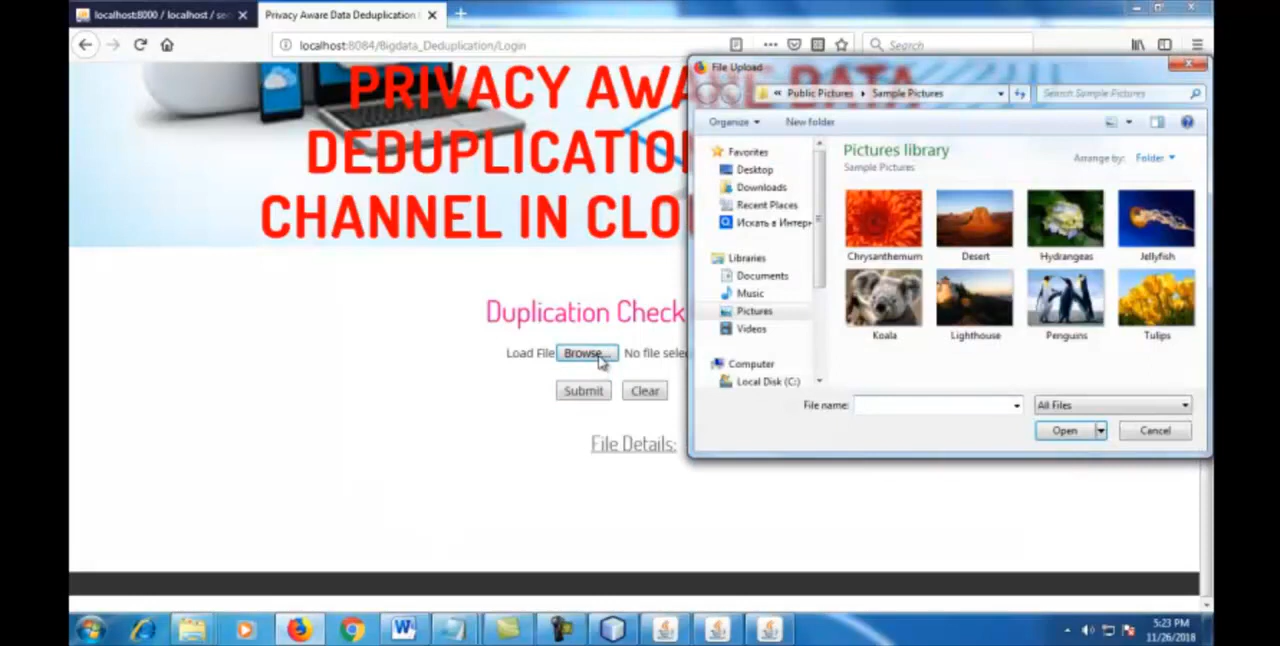 localhost:8000 / localhost / se
Privacy Aware Data Deduplication
localhost:8084/Bigdata_Deduplication/Login
Search
PRIVACY AWA
DEDUPLICATIO
CHANNEL IN CLO
Duplication Check
Load File Browse... No file sele
Submit Clear
File Details:
File Upload
« Public Pictures Sample Pictures
Search Sample Pictures
Organize New folder
Favorites
Desktop
Downloads
Recent Places
Искать в Интерн
Libraries
Documents
Music
Pictures
Videos
Computer
Local Disk (C:)
Pictures library
Sample Pictures
Arrange by: Folder
Chrysanthemum Desert Hydrangeas Jellyfish
Koala Lighthouse Penguins Tulips
File name: All Files
Open Cancel
5:23 PM
11/26/2018